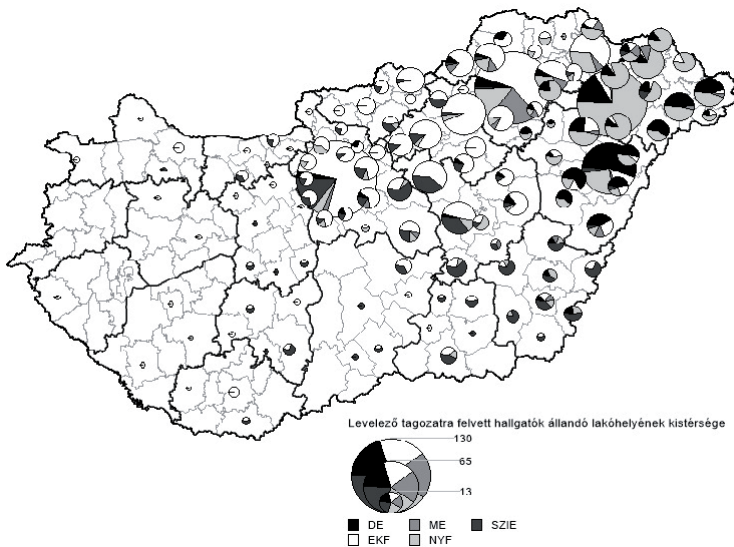 Levelező tagozatra felvett hallgatók állandó lakóhelyének kistérsége
130
65
13
DE ME SZIE
EKF NYF